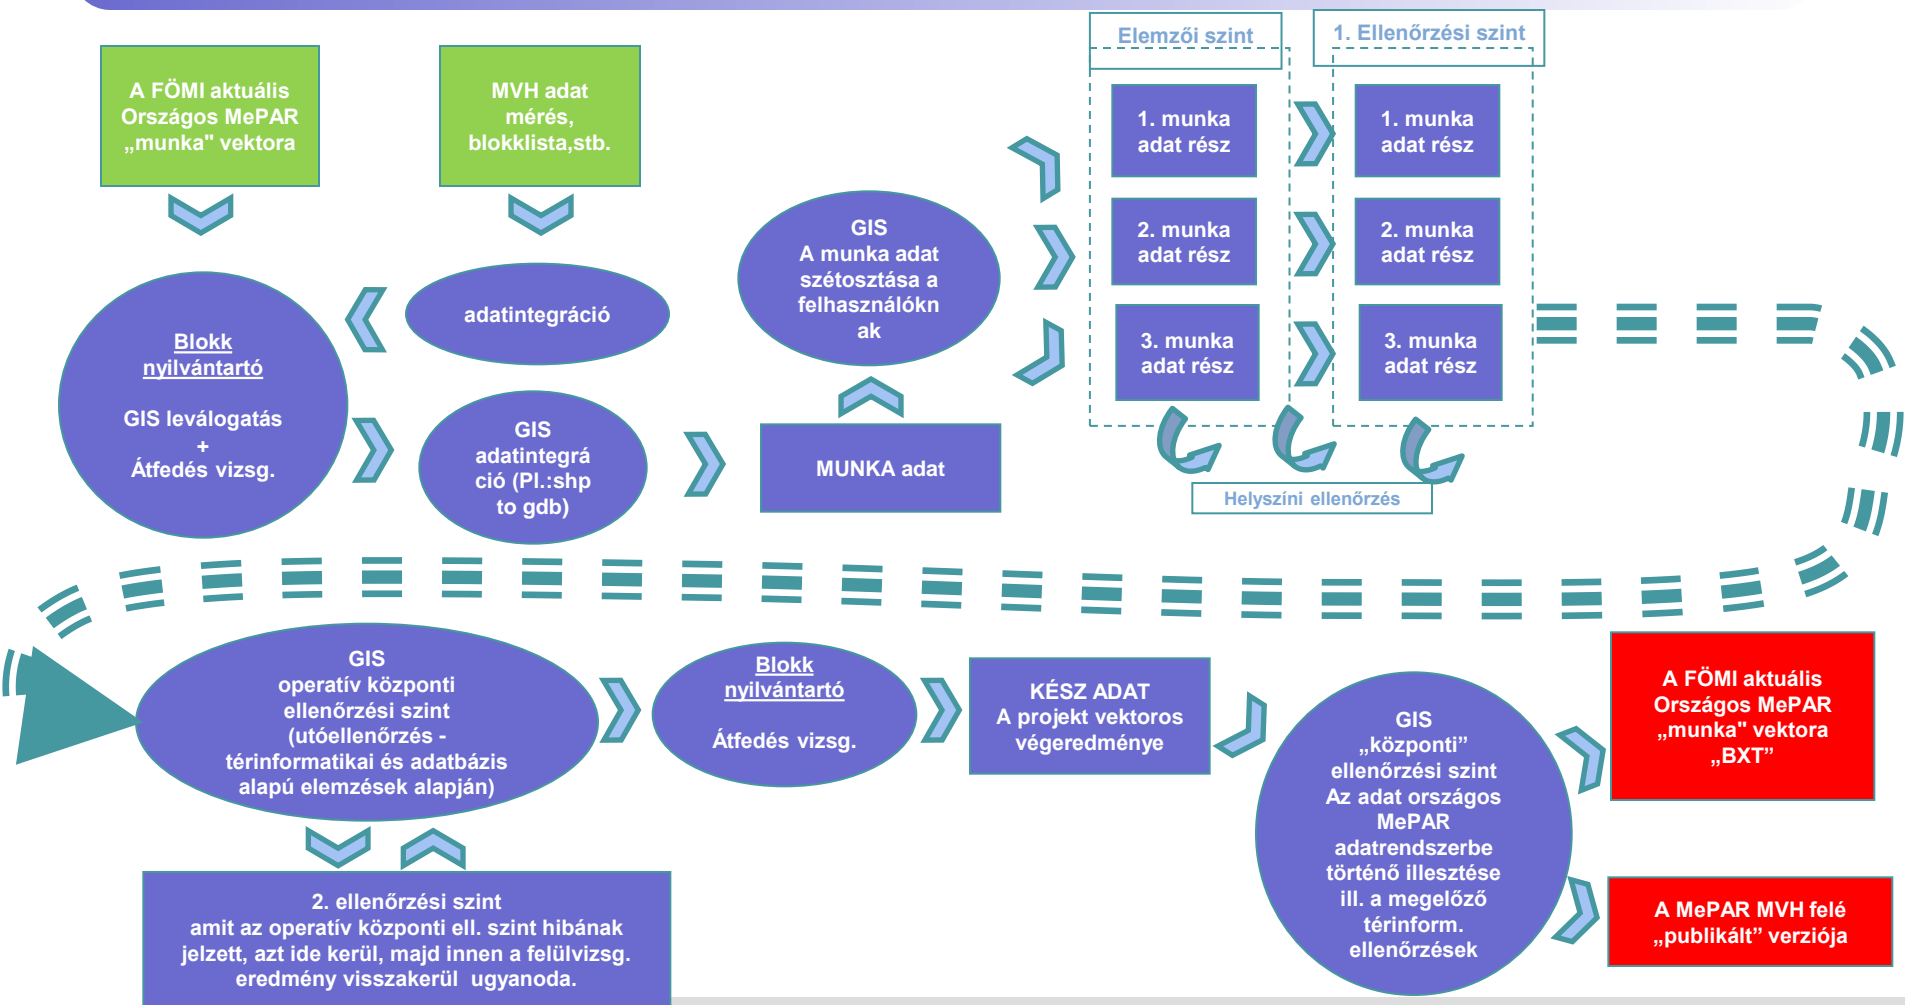 Elemzői szint
1. Ellenőrzési szint
A FÖMI aktuális
Országos MePAR
„munka" vektora
MVH adat
mérés,
blokklista,stb.
1. munka
adat rész
1. munka
adat rész
2. munka
adat rész
2. munka
adat rész
3. munka
adat rész
3. munka
adat rész
GIS
A munka adat
szétosztása a
felhasználókn
ak
adatintegráció
Blokk
nyilvántartó
GIS leválogatás
+
Átfedés vizsg.
GIS
adatintegrá
ció (Pl.:shp
to gdb)
MUNKA adat
Helyszíni ellenőrzés
GIS
operatív központi
ellenőrzési szint
(utóellenőrzés -
térinformatikai és adatbázis
alapú elemzések alapján)
Blokk
nyilvántartó
Átfedés vizsg.
KÉSZ ADAT
A projekt vektoros
végeredménye
GIS
„központi”
ellenőrzési szint
Az adat országos
MePAR
adatrendszerbe
történő illesztése
ill. a megelőző
térinform.
ellenőrzések
A FÖMI aktuális
Országos MePAR
„munka" vektora
„BXT”
A MePAR MVH felé
„publikált” verziója
2. ellenőrzési szint
amit az operatív központi ell. szint hibának
jelzett, azt ide kerül, majd innen a felülvizsg.
eredmény visszakerül ugyanoda.